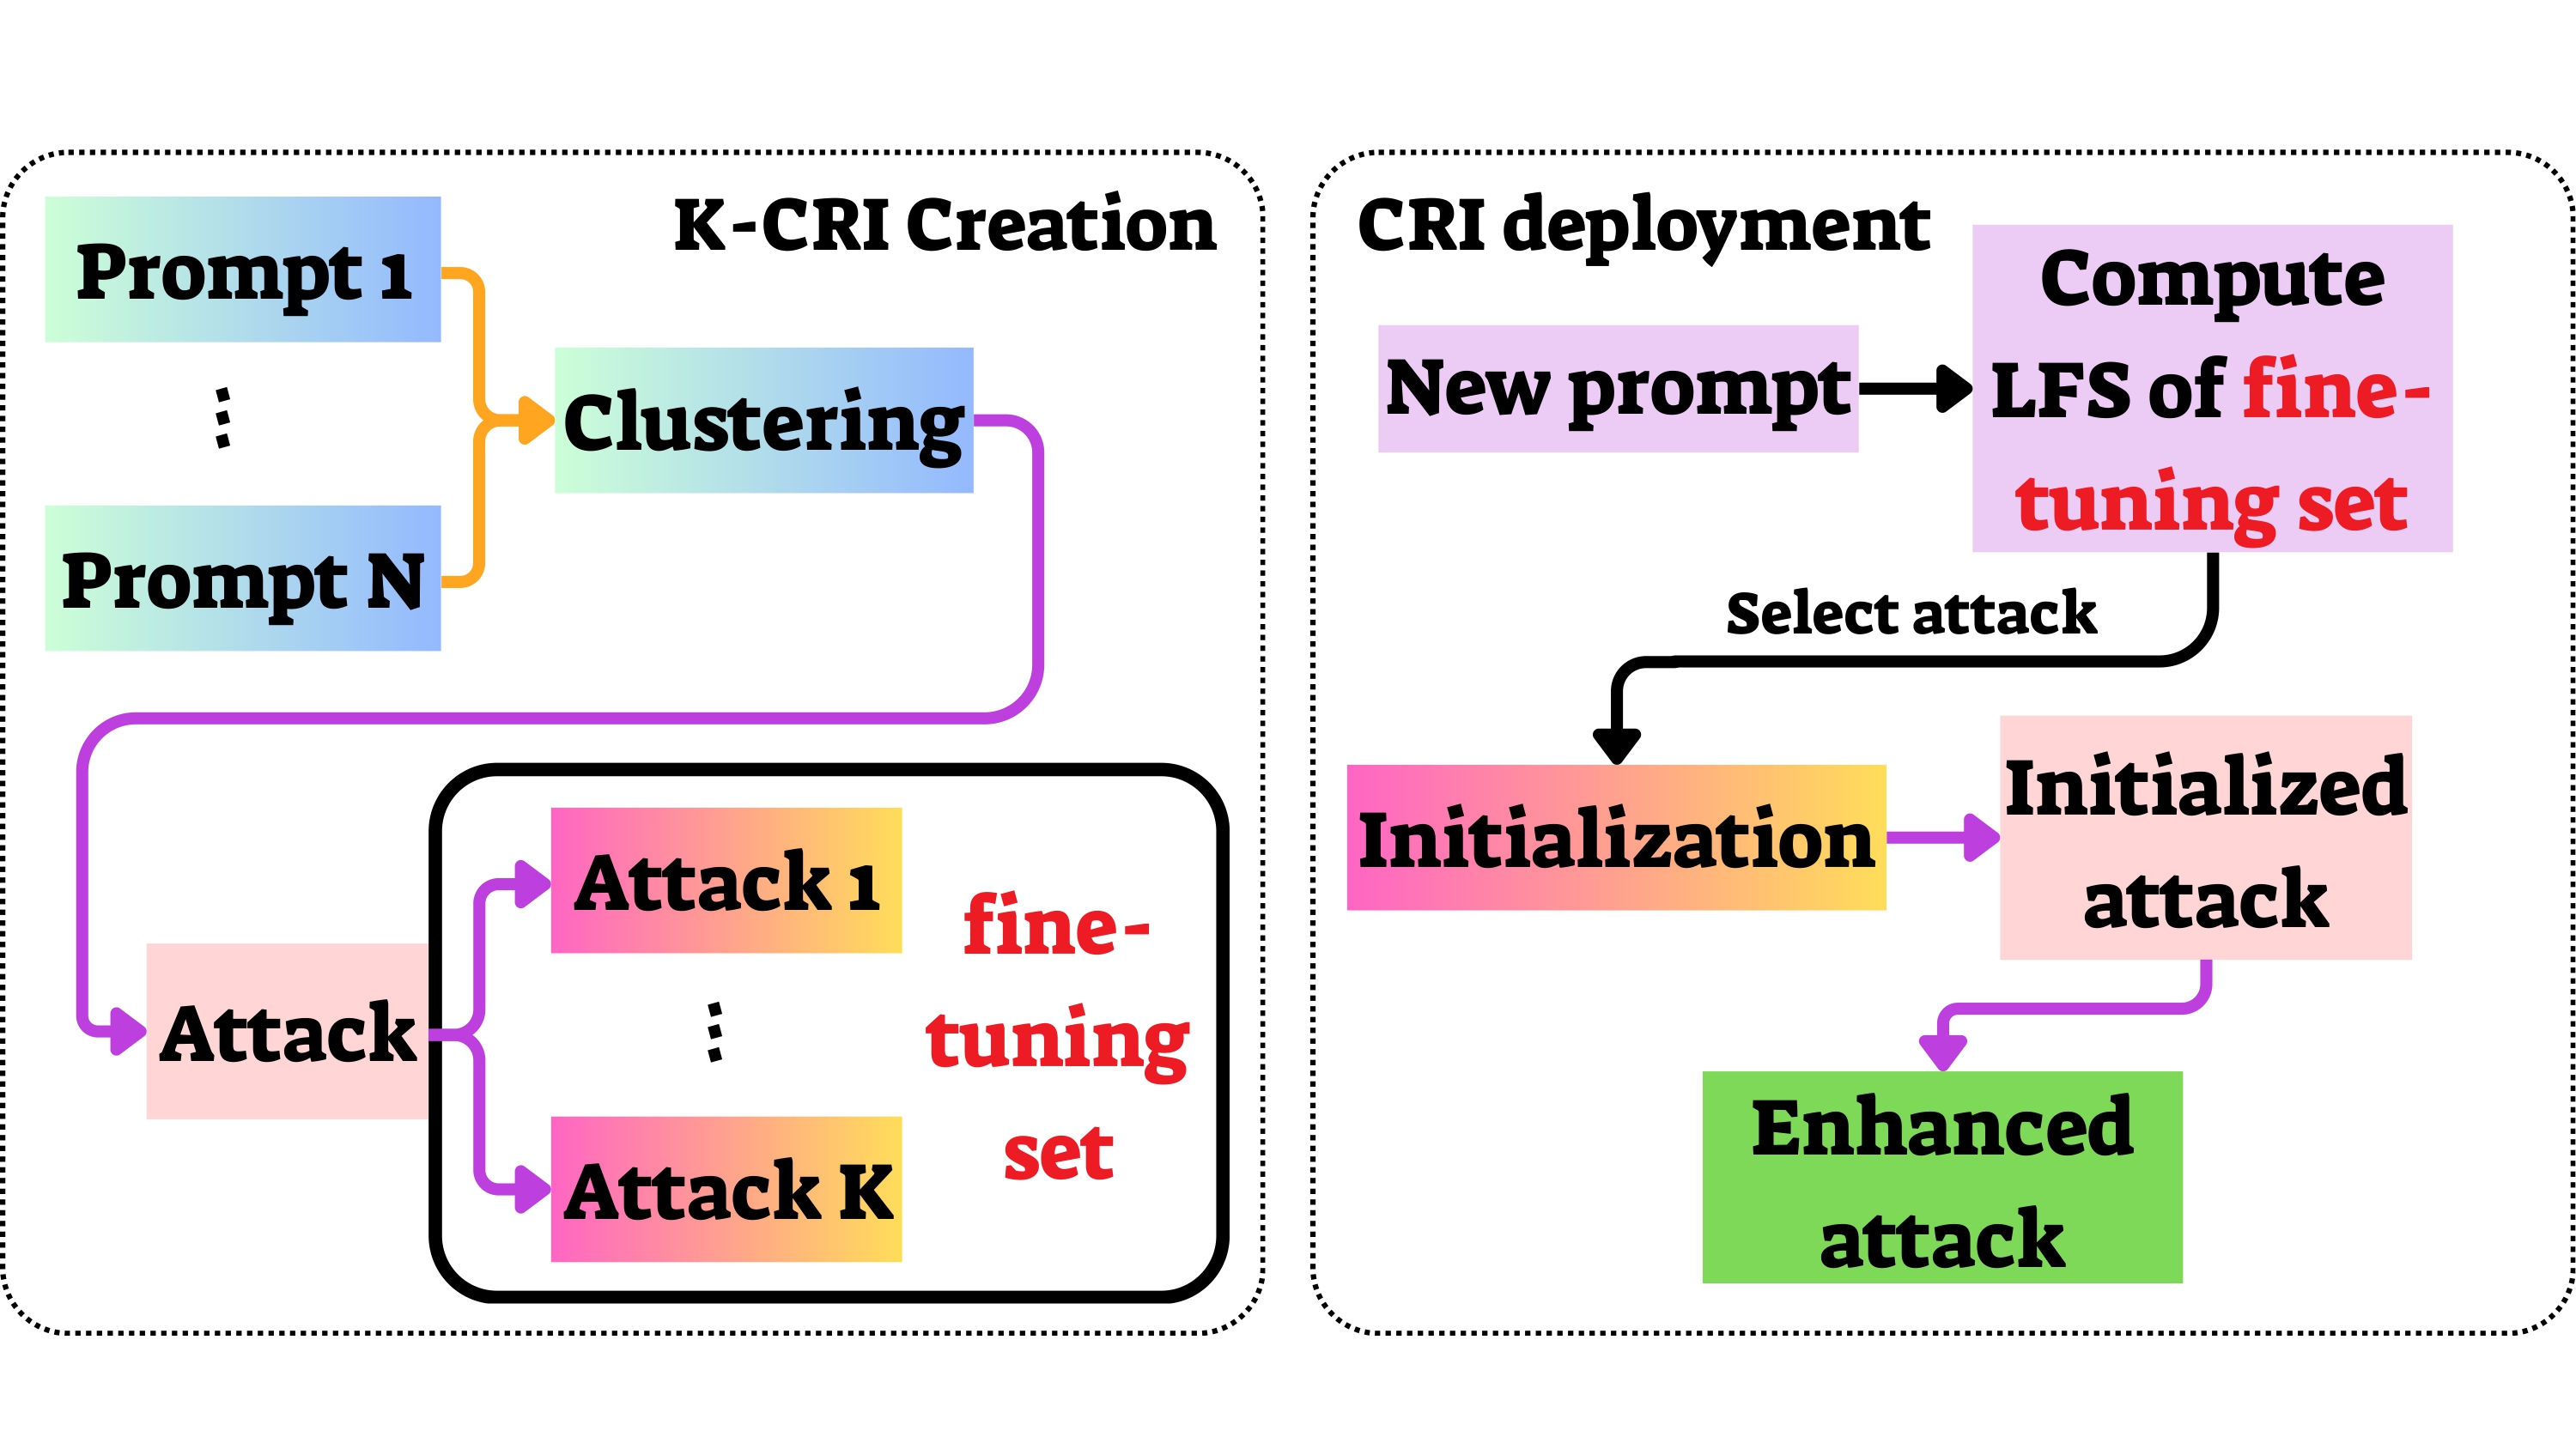 K-CRI Creation
Prompt 1
⋮
Prompt N
Clustering
Attack
Attack 1
⋮
Attack K
fine-
tuning
set
CRI deployment
New prompt
Compute
LFS of fine-
tuning set
Select attack
Initialization
Initialized
attack
Enhanced
attack